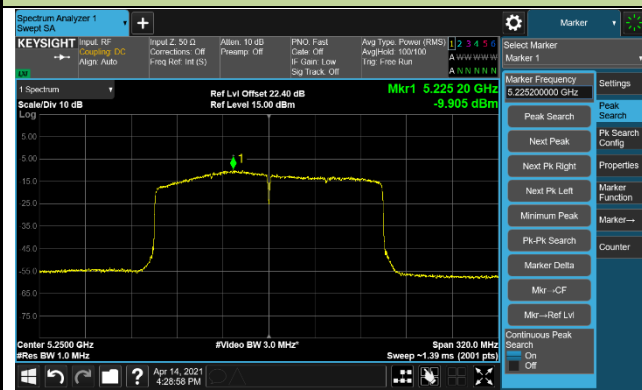 Spectrum Analyzer 1
Swept SA
+
Marker
KEYSIGHT
Input: RF
Coupling: DC
Align: Auto
Input Z: 50 Ω
Corrections: Off
Freq Ref: Int (S)
Atten: 10 dB
Preamp: Off
PNO: Fast
Gate: Off
IF Gain: Low
Sig Track: Off
Avg Type: Power (RMS)
Avg|Hold: 100/100
Trig: Free Run
1 2 3 4 5 6
A W W W W W
A N N N N N
LXI
Select Marker
Marker 1
1 Spectrum
Scale/Div 10 dB
Log
Ref Lvl Offset 22.40 dB
Ref Level 15.00 dBm
Mkr1 5.225 20 GHz
-9.905 dBm
5.00
-5.00
-15.0
-25.0
-35.0
-45.0
-55.0
-65.0
-75.0
1
Center 5.2500 GHz
#Res BW 1.0 MHz
#Video BW 3.0 MHz*
Span 320.0 MHz
Sweep ~1.39 ms (2001 pts)
Marker Frequency
5.225200000 GHz
Peak Search
Next Peak
Next Pk Right
Next Pk Left
Minimum Peak
Pk-Pk Search
Marker Delta
Mkr→CF
Mkr→Ref Lvl
Continuous Peak
Search
On
Off
Settings
Peak
Search
Pk Search
Config
Properties
Marker
Function
Marker→
Counter
?
Apr 14, 2021
4:28:58 PM